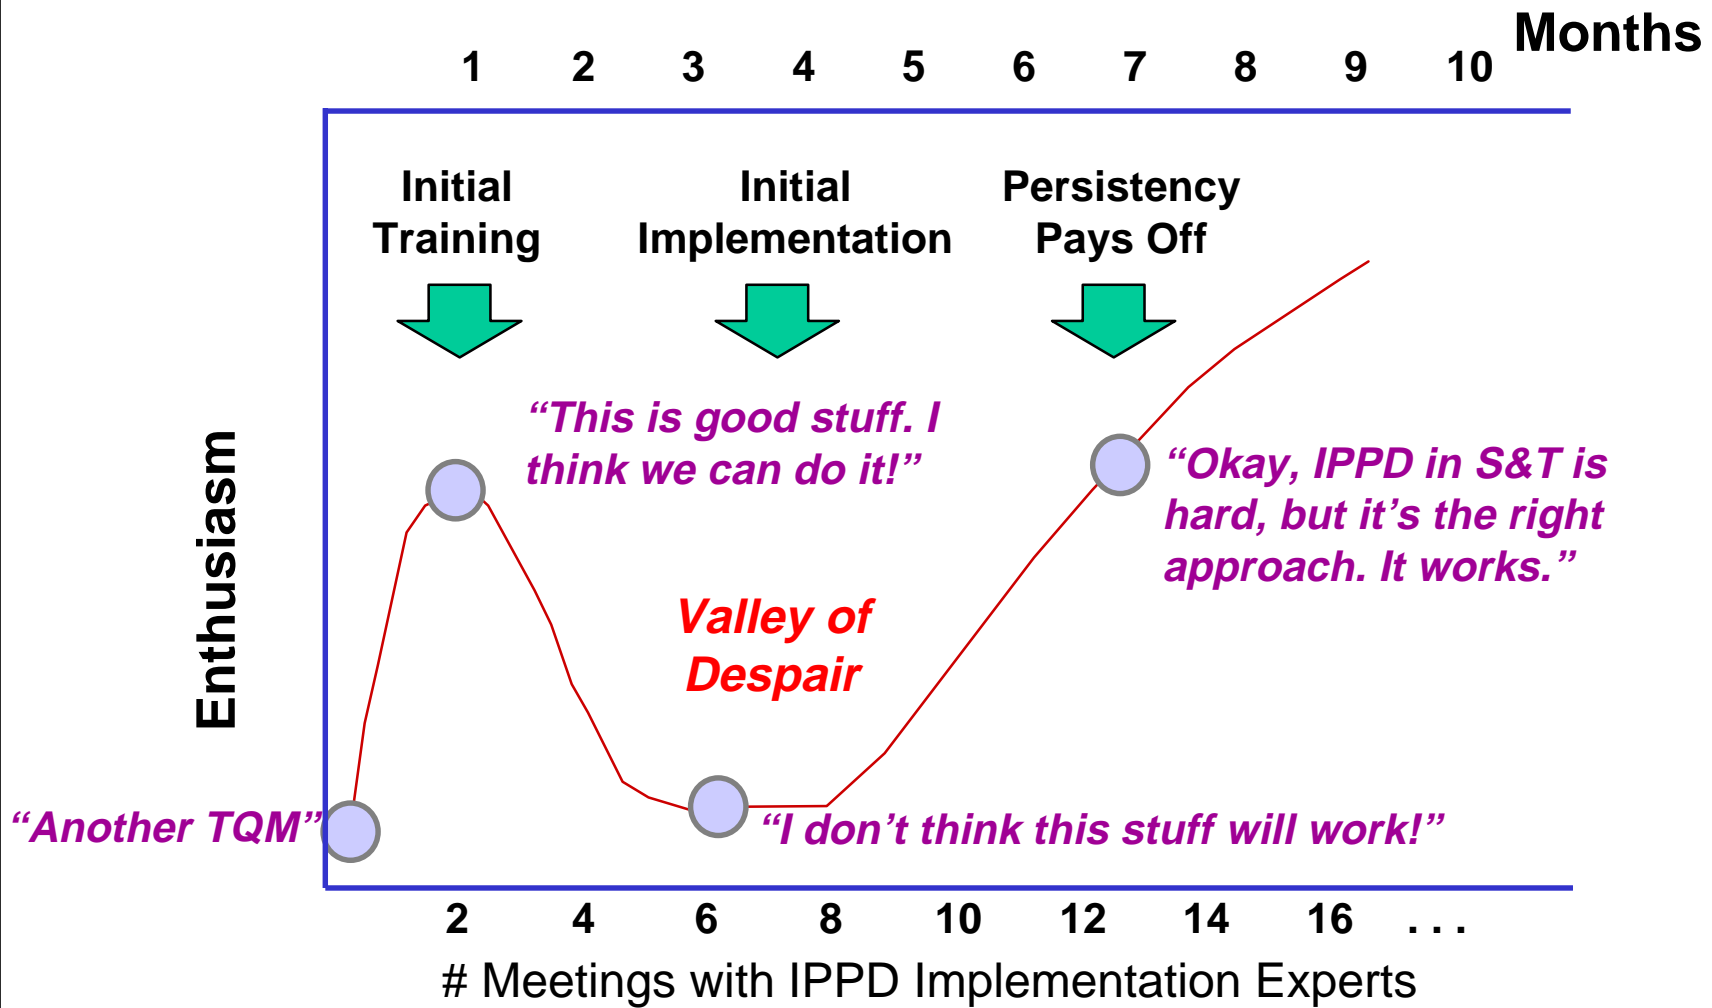 Months
1 2 3 4 5 6 7 8 9 10
Initial
Training
Initial
Implementation
Persistency
Pays Off
“This is good stuff. I
think we can do it!”
“Okay, IPPD in S&T is
hard, but it’s the right
approach. It works.”
Enthusiasm
Valley of
Despair
“Another TQM”
“I don’t think this stuff will work!”
2 4 6 8 10 12 14 16 . . .
# Meetings with IPPD Implementation Experts